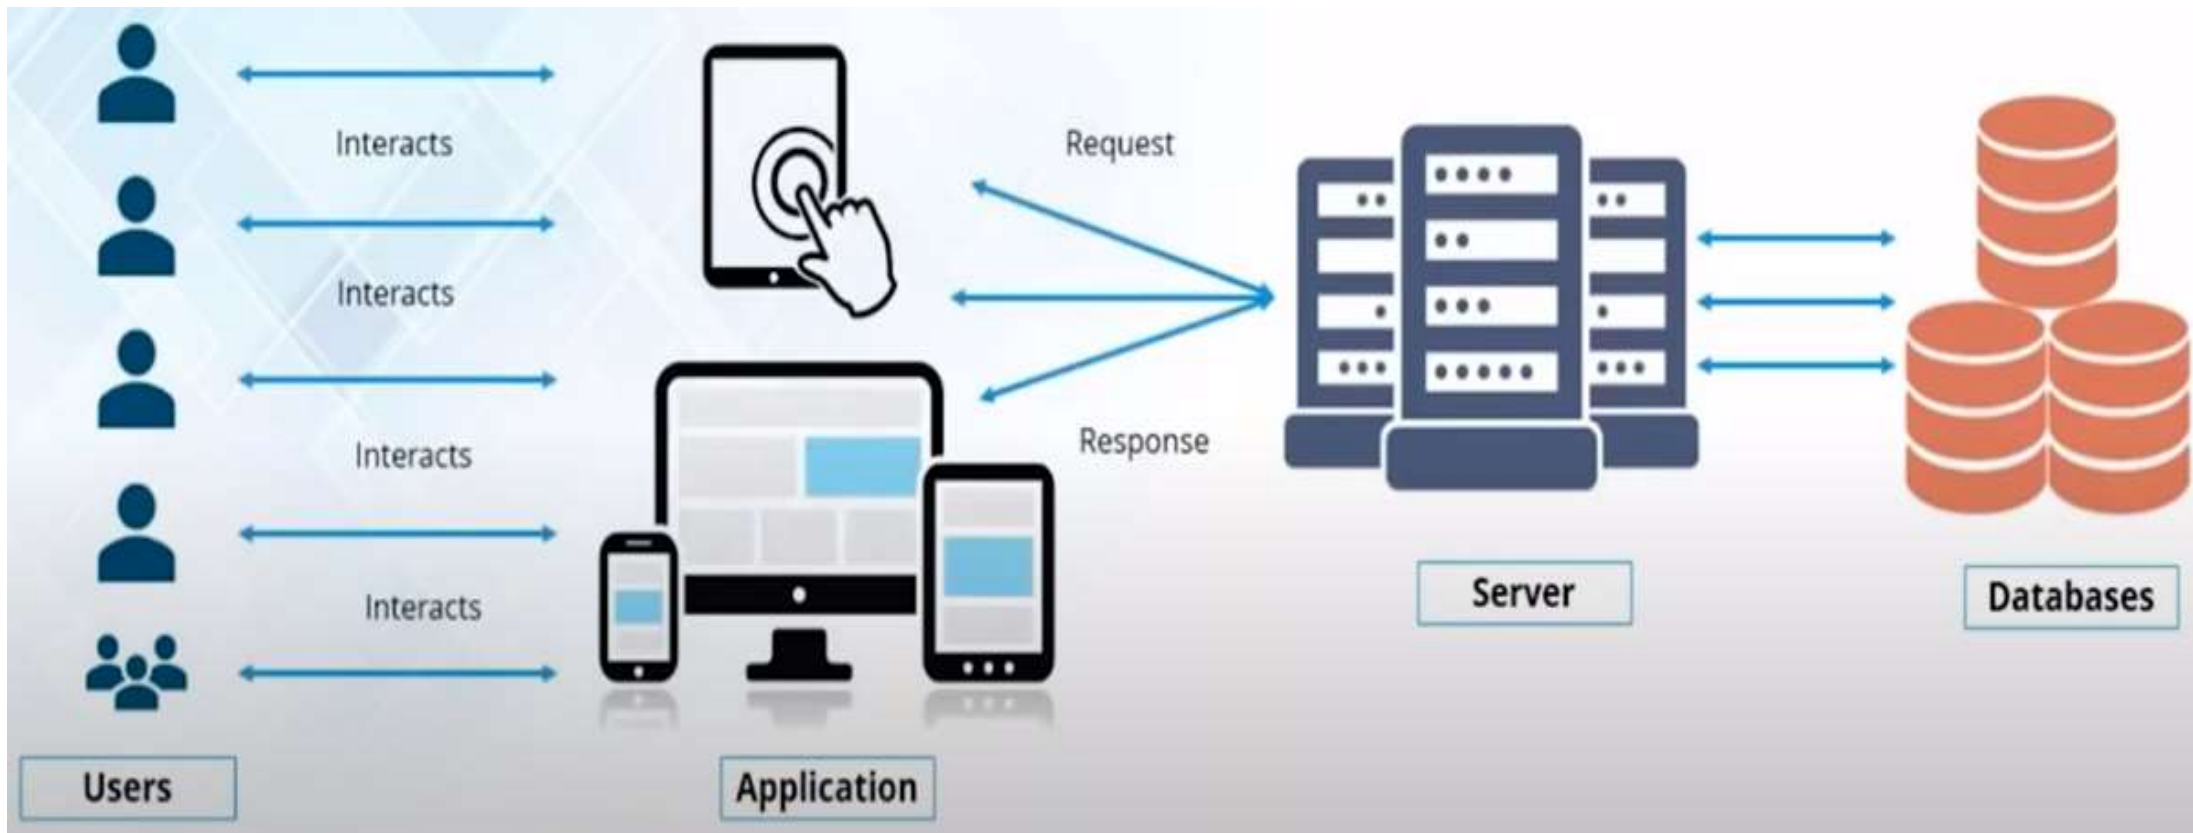 Interacts
Interacts
Interacts
Interacts
Request
Response
Users
Application
Server
Databases